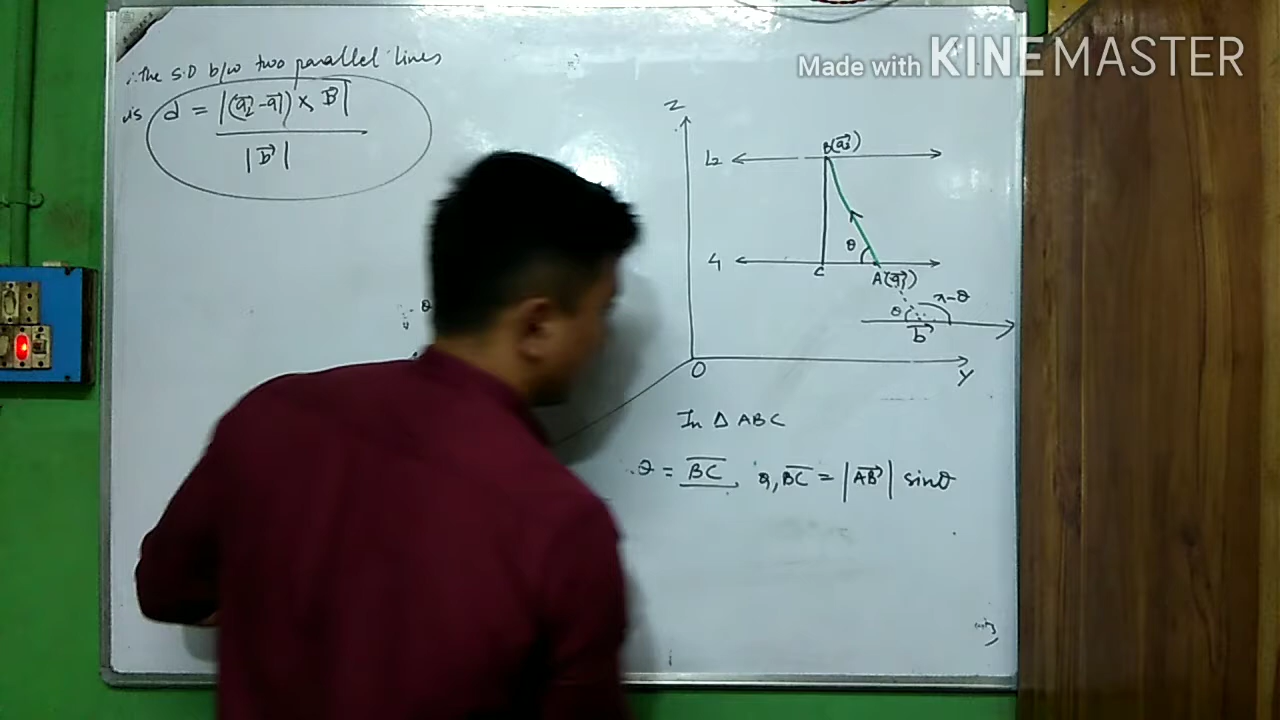 ∴ The S.D b/w two parallel lines
is d = |(a₂⃗ - a₁⃗) × b⃗|
|b⃗|
Made with KINEMASTER
Z
L₂ B(a₂⃗)
θ
L₁ C A(a₁⃗)
θ π-θ
b⃗
O Y
θ
In Δ ABC
θ = BC, or, BC = |AB⃗| sinθ